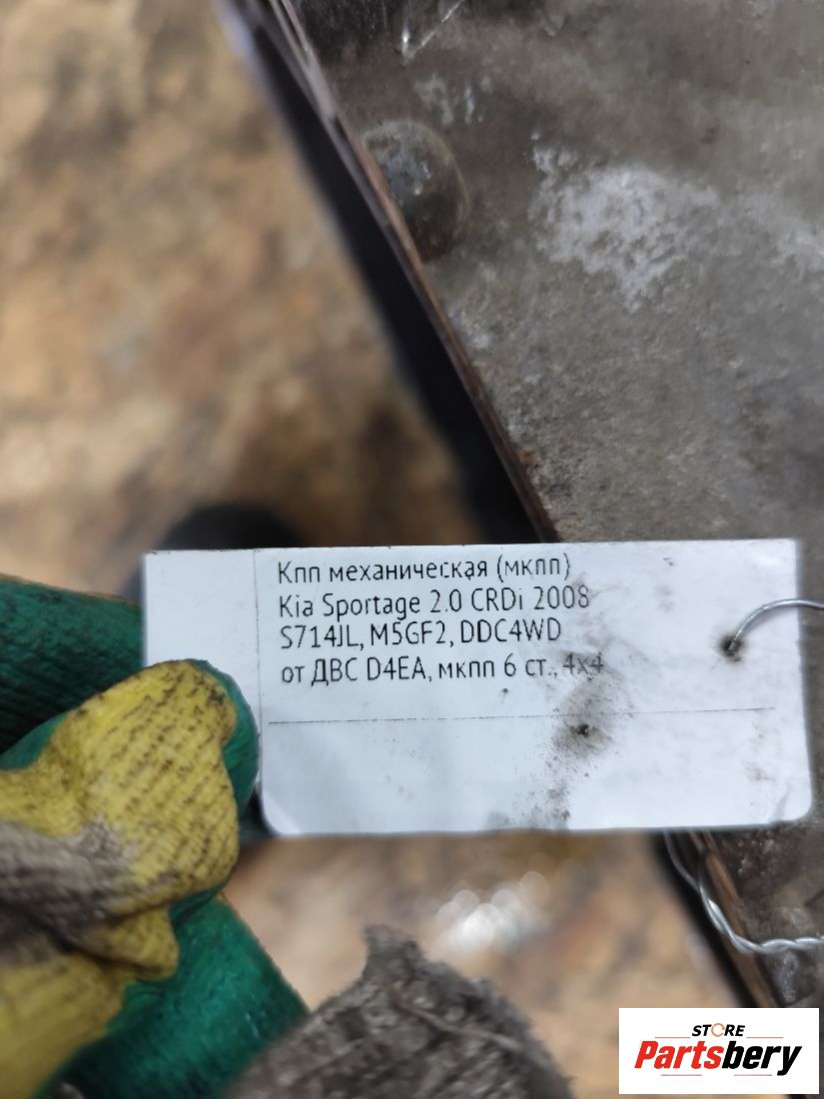 Кпп механическая (мкпп)
Kia Sportage 2.0 CRDi 2008
S714JL, M5GF2, DDC4WD
от ДВС D4EA, мкпп 6 ст., 4x4
STORE
Partsbery